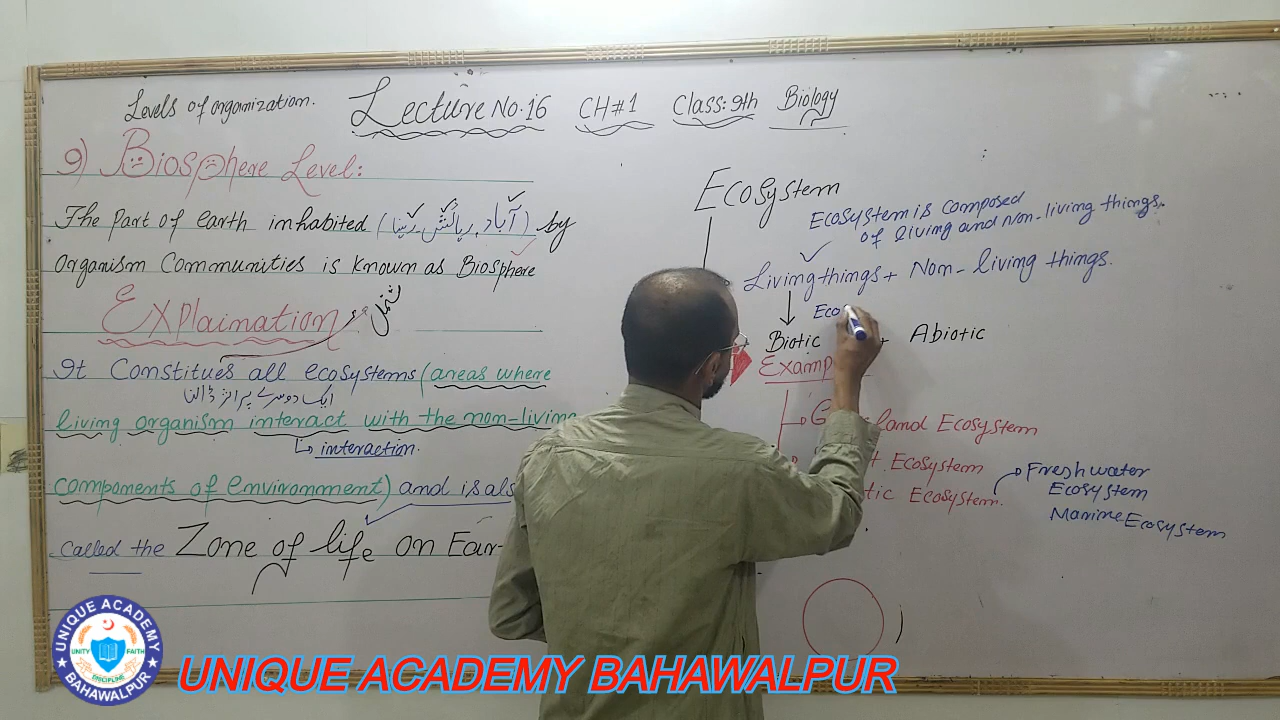 Levels of organization.
Lecture No. 16 CH#1 Class: 9th Biology
9) Biosphere Level:
The Part of earth inhabited (آباد، رہائش، رہنا) by
organism Communities is known as Biosphere
Explaination
It Constitues all ecosystems (areas where
ایک دوسرے پر اثر ڈالنا
living organism interact with the non-living
interaction.
components of environment) and is als
called the Zone of life on Ear-
Ecosystem
Ecosystem is composed
of living and non-living things.
Living things + Non-living things.
Eco
Biotic + Abiotic
Examp
land Ecosystem
t Ecosystem
tic Ecosystem.
Freshwater
Ecosystem
Marine Ecosystem
UNIQUE ACADEMY
UNITY FAITH
DISCIPLINE
BAHAWALPUR
UNIQUE ACADEMY BAHAWALPUR